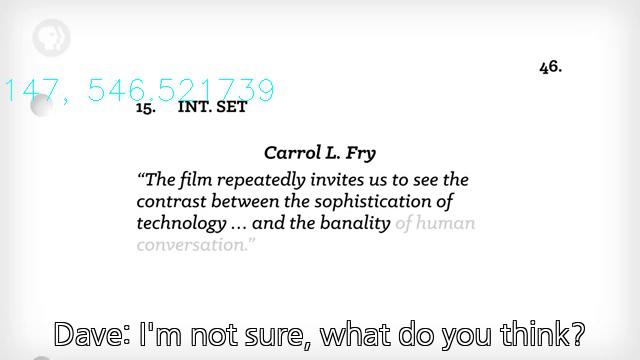 46.
147, 546.521739
15. INT. SET
Carrol L. Fry
“The film repeatedly invites us to see the
contrast between the sophistication of
technology … and the banality of human
conversation.”
Dave: I'm not sure, what do you think?